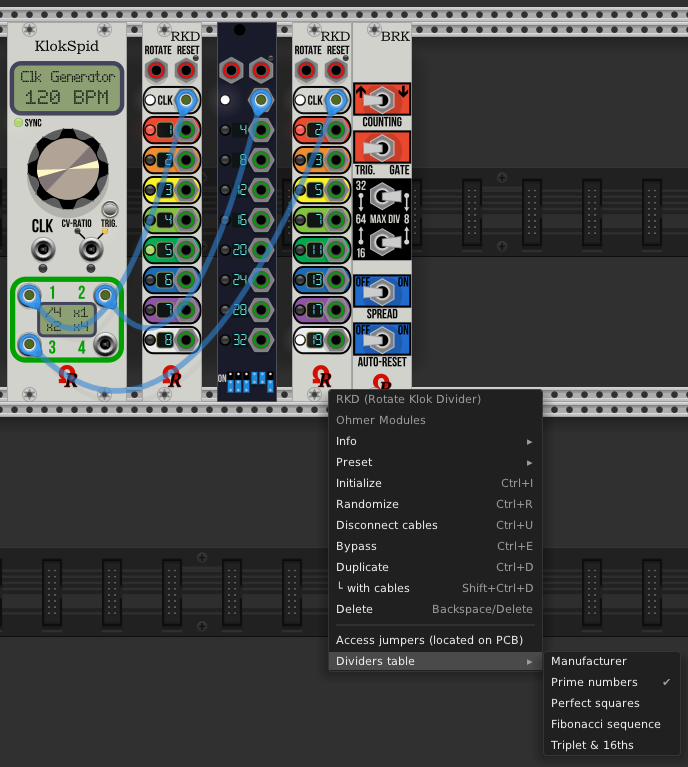 KlokSpid
Clk Generator
120 BPM
SYNC
CLK
CV-RATIO
TRIG.
1
2
/4 x1
x2 x4
3
4
R
RKD
ROTATE RESET
CLK
1
2
3
4
5
6
7
8
R
4
8
12
16
20
24
28
32
ON
RKD
ROTATE RESET
CLK
2
3
5
7
11
13
17
19
R
BRK
COUNTING
TRIG. GATE
32
64 MAX DIV 8
16
OFF ON
SPREAD
OFF ON
AUTO-RESET
R
RKD (Rotate Klok Divider)
Ohmer Modules
Info
Preset
Initialize Ctrl+I
Randomize Ctrl+R
Disconnect cables Ctrl+U
Bypass Ctrl+E
Duplicate Ctrl+D
└ with cables Shift+Ctrl+D
Delete Backspace/Delete
Access jumpers (located on PCB)
Dividers table
Manufacturer
Prime numbers ✔
Perfect squares
Fibonacci sequence
Triplet & 16ths